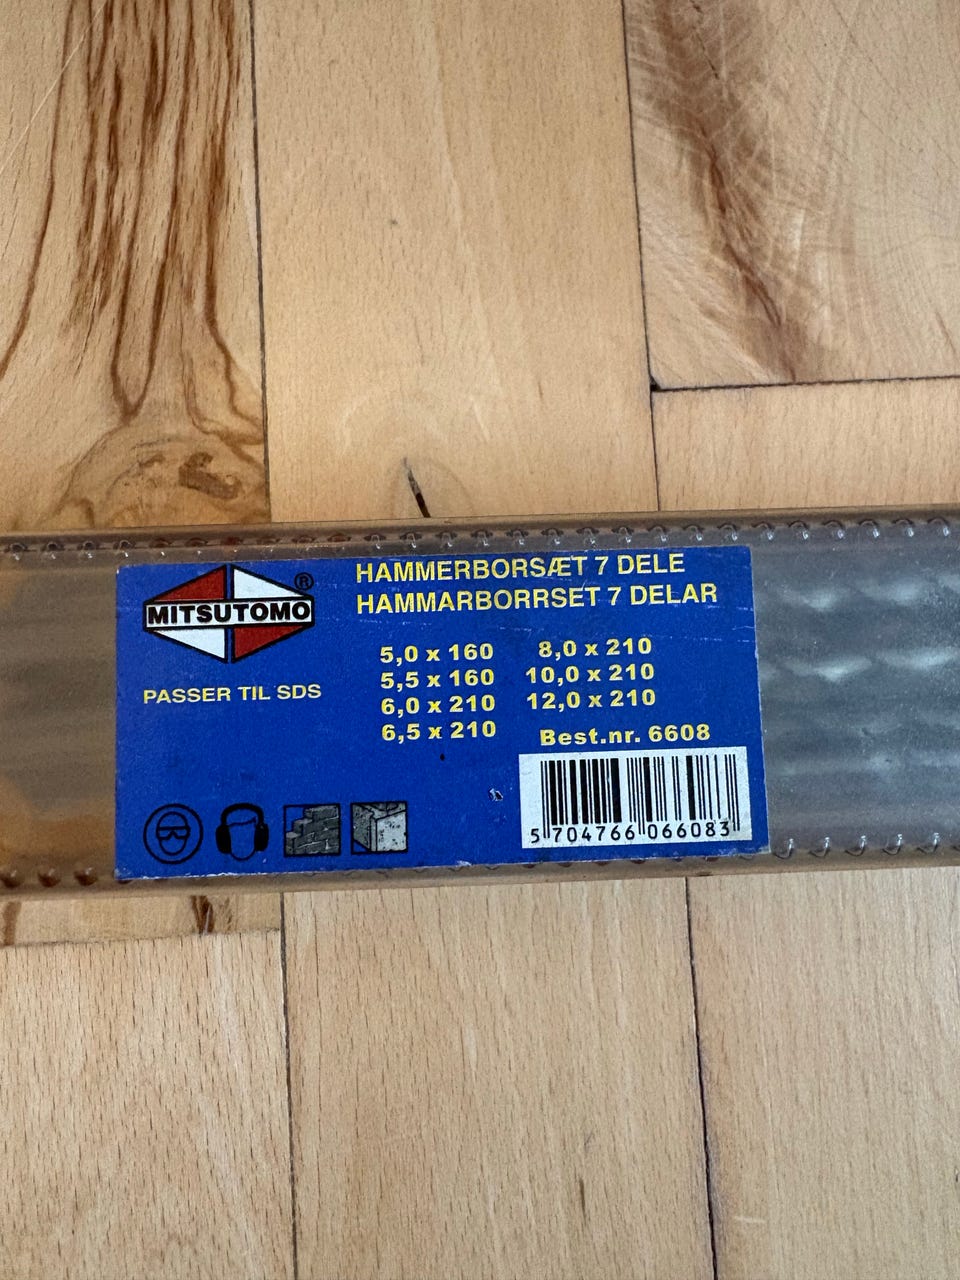 MITSUTOMO ®
PASSER TIL SDS
HAMMERBORSÆT 7 DELE
HAMMARBORRSET 7 DELAR
5,0 x 160
5,5 x 160
6,0 x 210
6,5 x 210
8,0 x 210
10,0 x 210
12,0 x 210
Best.nr. 6608
5 704766 066083